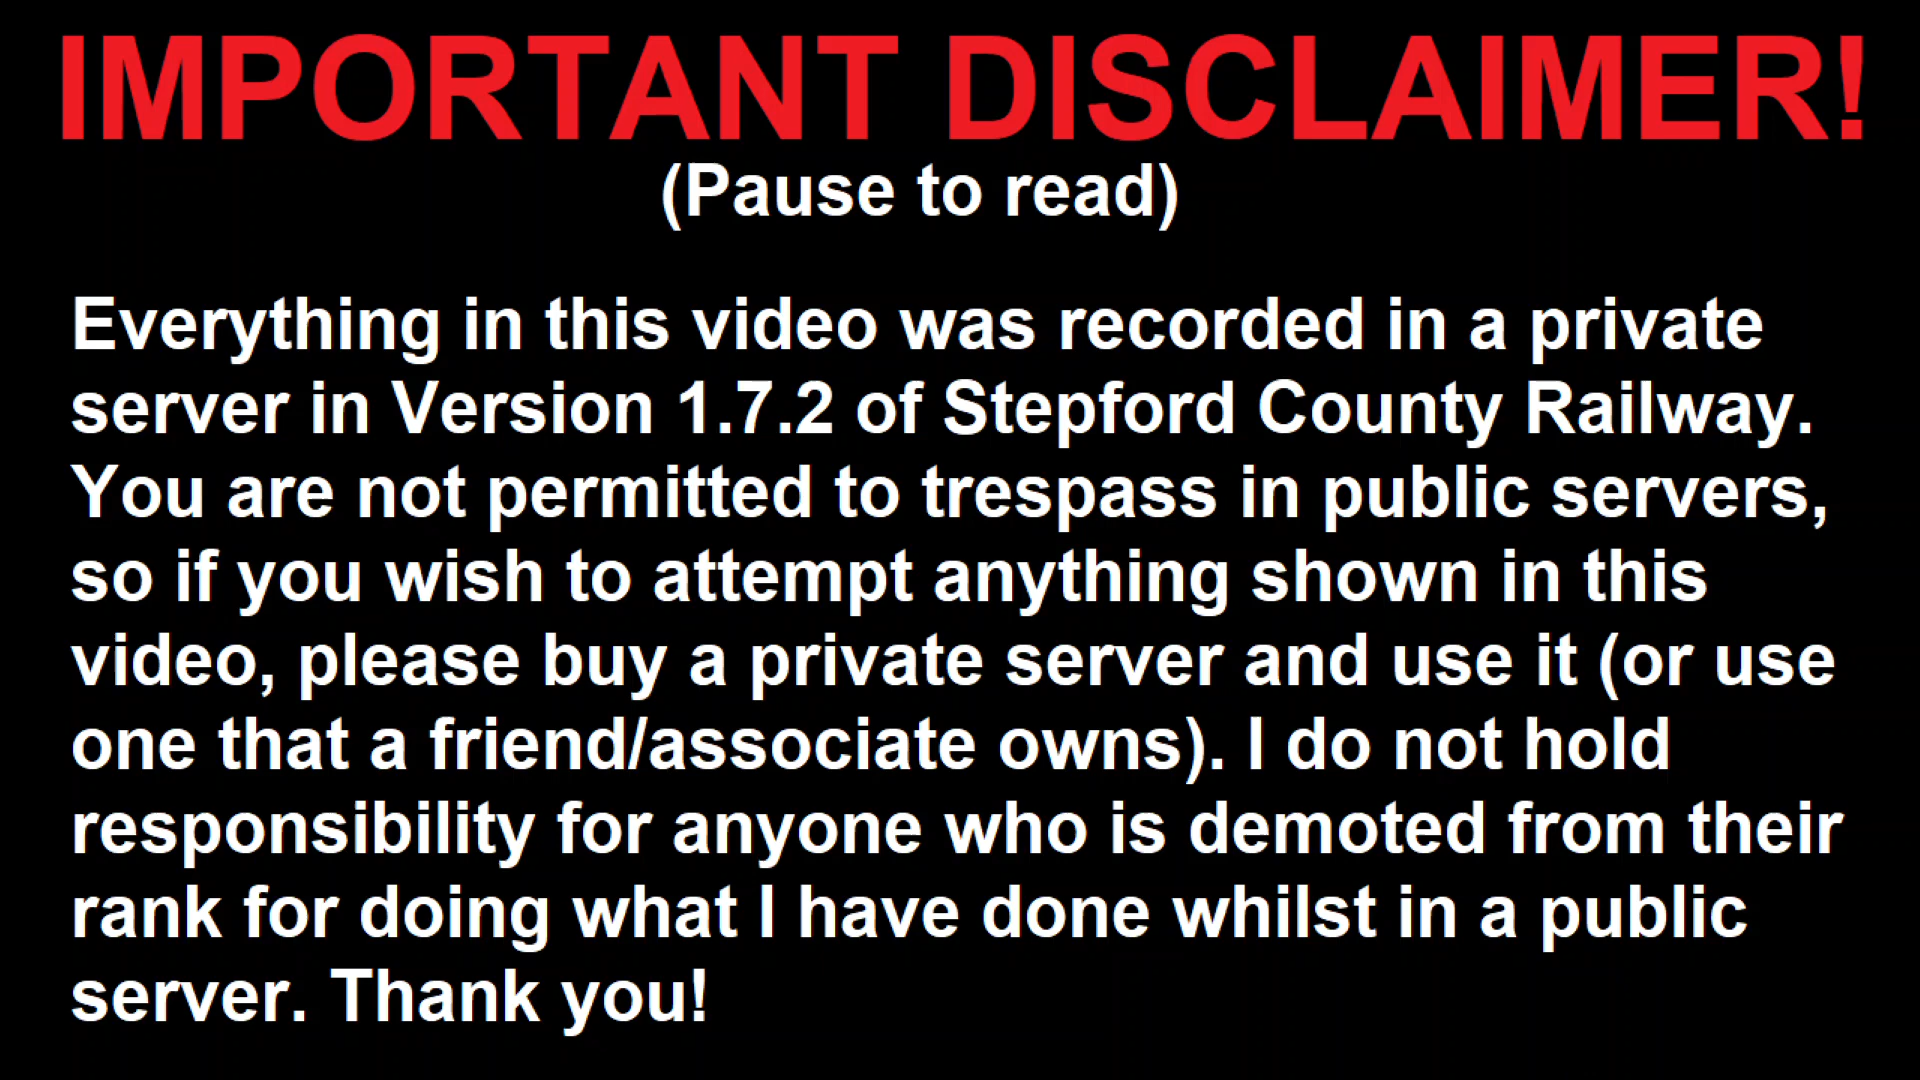 IMPORTANT DISCLAIMER!
(Pause to read)
Everything in this video was recorded in a private
server in Version 1.7.2 of Stepford County Railway.
You are not permitted to trespass in public servers,
so if you wish to attempt anything shown in this
video, please buy a private server and use it (or use
one that a friend/associate owns). I do not hold
responsibility for anyone who is demoted from their
rank for doing what I have done whilst in a public
server. Thank you!